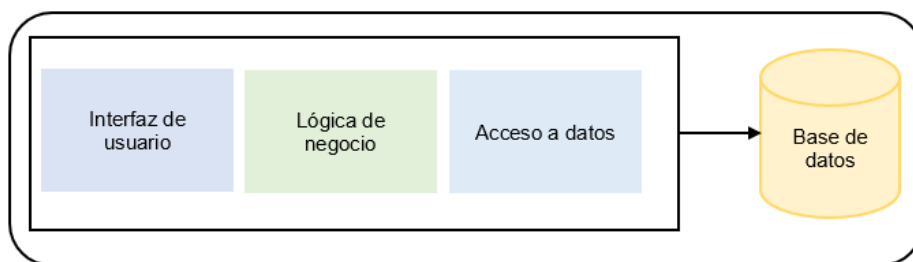 Interfaz de
usuario
Lógica de
negocio
Acceso a datos
Base de
datos